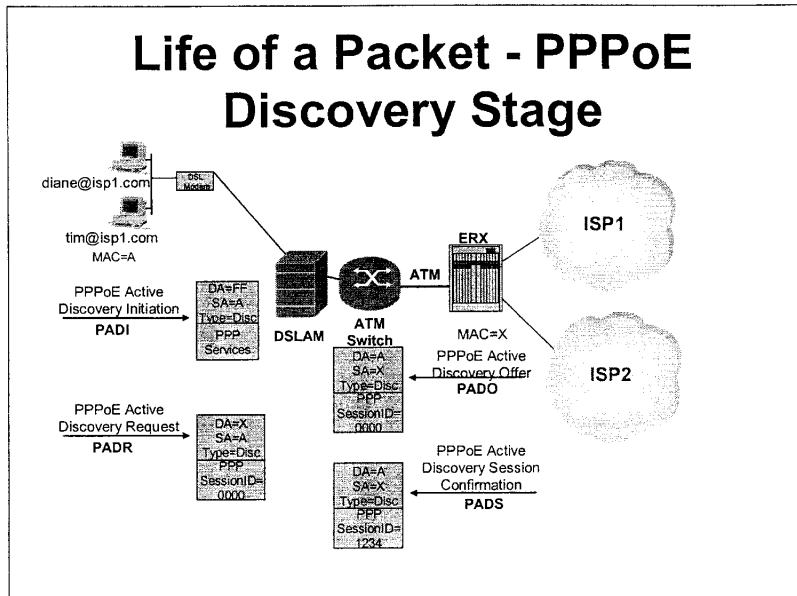 Life of a Packet - PPPoE
Discovery Stage
diane@isp1.com
DSL
Modem
tim@isp1.com
MAC=A
ERX
ISP1
ATM
DSLAM
ATM
Switch
MAC=X
ISP2
PPPoE Active
Discovery Initiation
PADI
DA=FF
SA=A
Type=Disc
PPP
Services
DA=A
SA=X
Type=Disc
PPP
SessionID=
0000
PPPoE Active
Discovery Offer
PADO
PPPoE Active
Discovery Request
PADR
DA=X
SA=A
Type=Disc
PPP
SessionID=
0000
DA=A
SA=X
Type=Disc
PPP
SessionID=
1234
PPPoE Active
Discovery Session
Confirmation
PADS